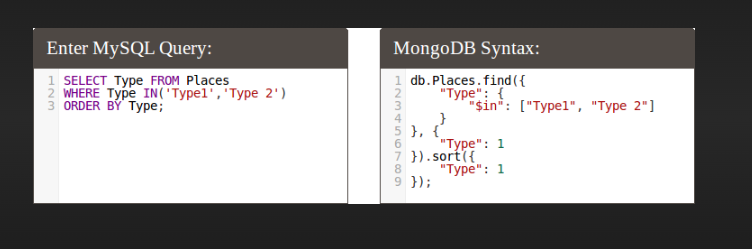 Enter MySQL Query:
1 SELECT Type FROM Places
2 WHERE Type IN('Type1','Type 2')
3 ORDER BY Type;
MongoDB Syntax:
1 db.Places.find({
2     "Type": {
3         "$in": ["Type1", "Type 2"]
4     }
5 }, {
6     "Type": 1
7 }).sort({
8     "Type": 1
9 });